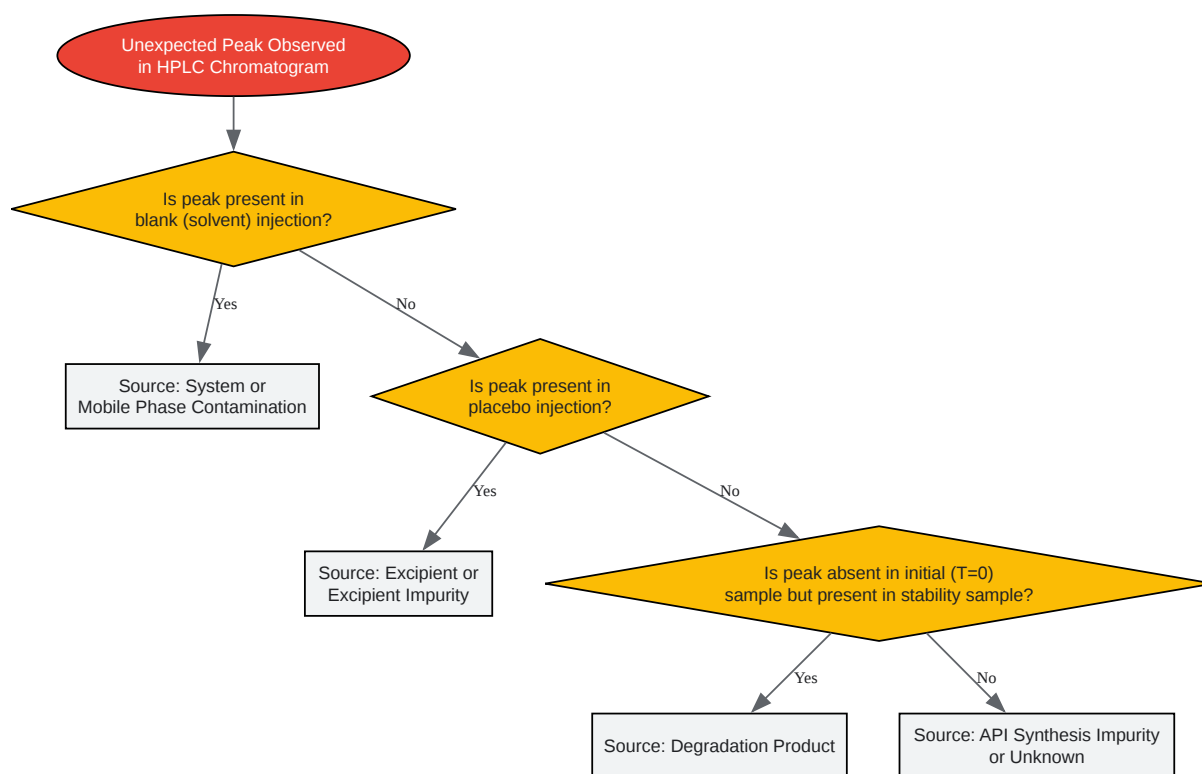 Unexpected Peak Observed
in HPLC Chromatogram
Is peak present in
blank (solvent) injection?
Yes
No
Source: System or
Mobile Phase Contamination
Is peak present in
placebo injection?
Yes
No
Source: Excipient or
Excipient Impurity
Is peak absent in initial (T=0)
sample but present in stability sample?
Yes
No
Source: Degradation Product
Source: API Synthesis Impurity
or Unknown